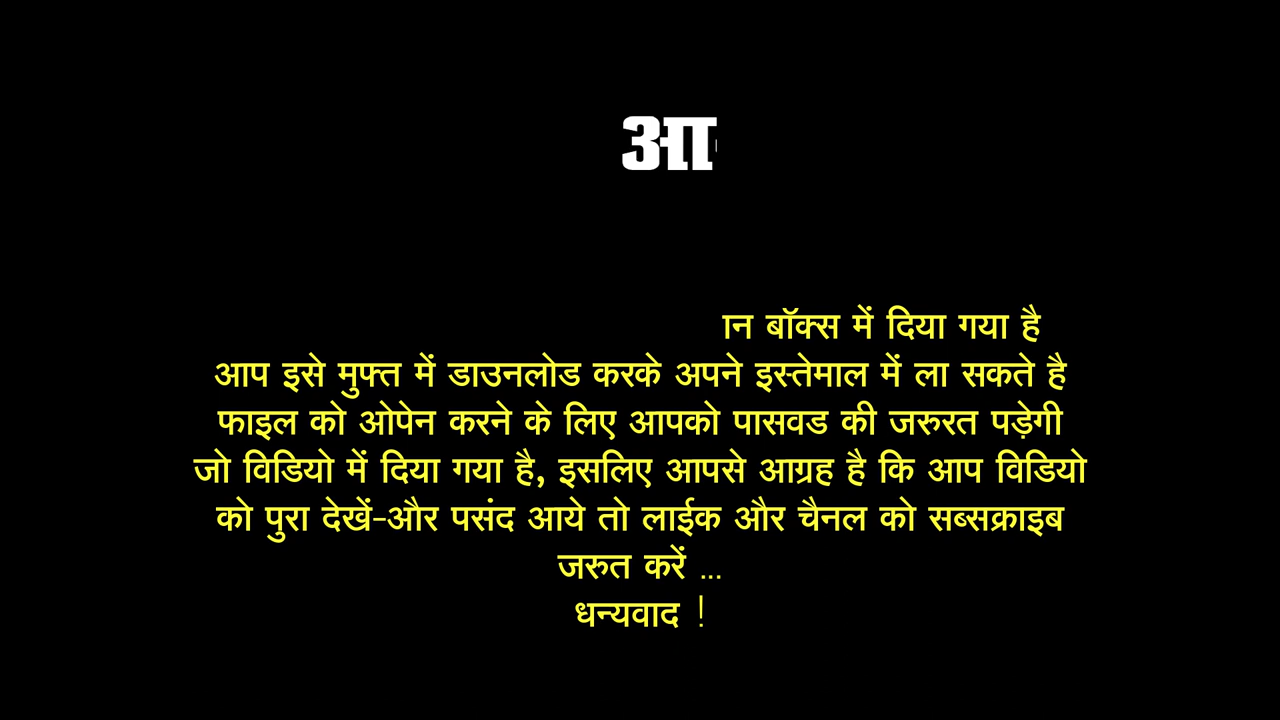 बॉक्स में दिया गया है
आप इसे मुफ्त में डाउनलोड करके अपने इस्तेमाल में ला सकते है
फाइल को ओपेन करने के लिए आपको पासवड की जरुरत पड़ेगी
जो विडियो में दिया गया है, इसलिए आपसे आग्रह है कि आप विडियो
को पुरा देखें-और पसंद आये तो लाईक और चैनल को सब्सक्राइब
जरुत करें ...
धन्यवाद !